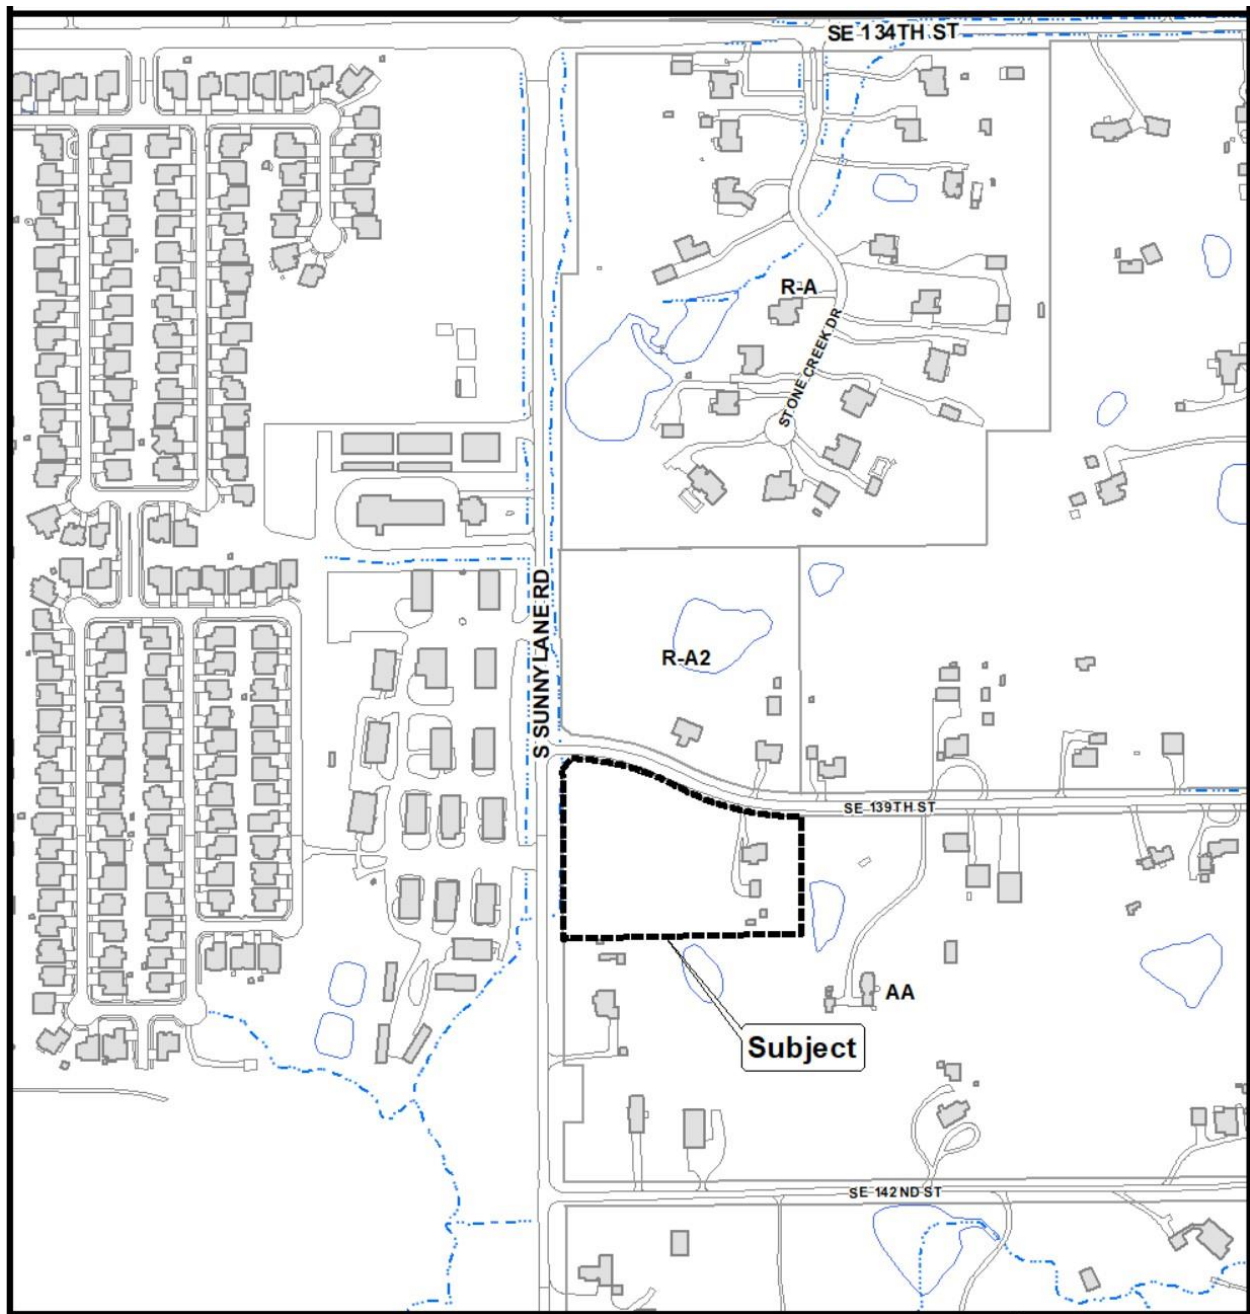 SE 134TH ST
R-A
STONE CREEK DR
S SUNNYLANE RD
R-A2
SE 139TH ST
AA
Subject
SE 142ND ST